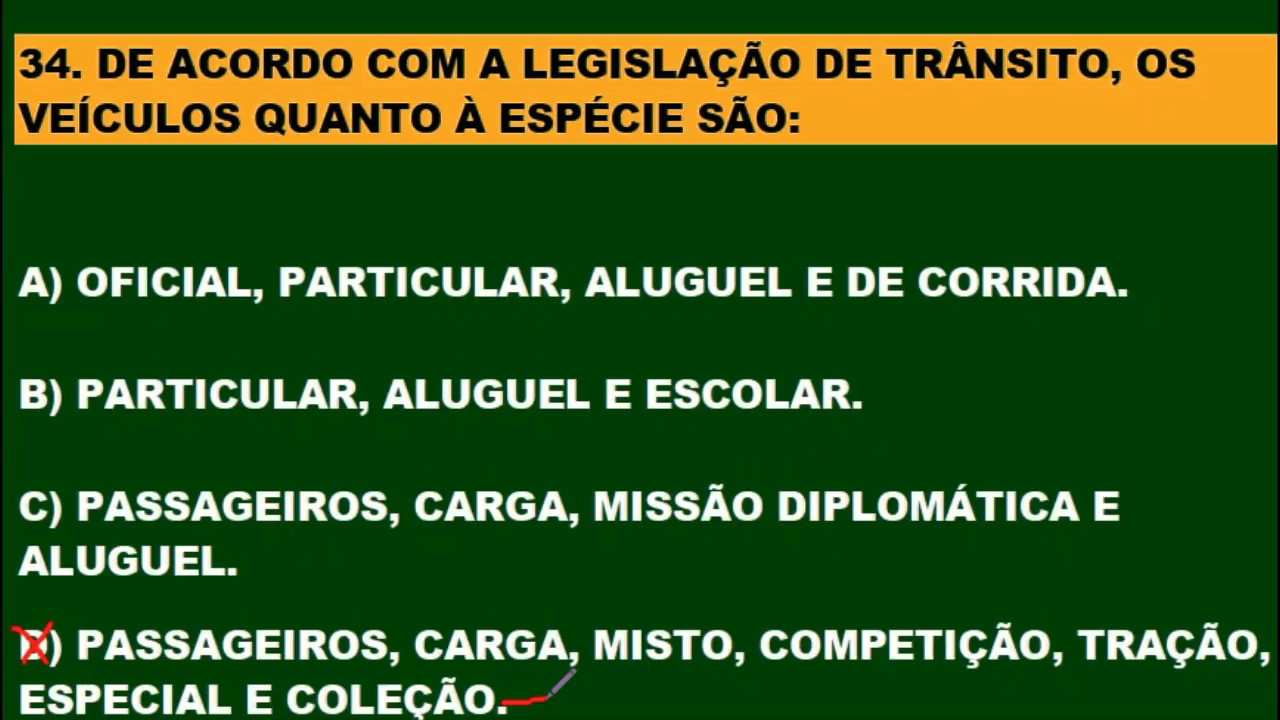 34. DE ACORDO COM A LEGISLAÇÃO DE TRÂNSITO, OS
VEÍCULOS QUANTO À ESPÉCIE SÃO:
A) OFICIAL, PARTICULAR, ALUGUEL E DE CORRIDA.
B) PARTICULAR, ALUGUEL E ESCOLAR.
C) PASSAGEIROS, CARGA, MISSÃO DIPLOMÁTICA E
ALUGUEL.
D) PASSAGEIROS, CARGA, MISTO, COMPETIÇÃO, TRAÇÃO,
ESPECIAL E COLEÇÃO.